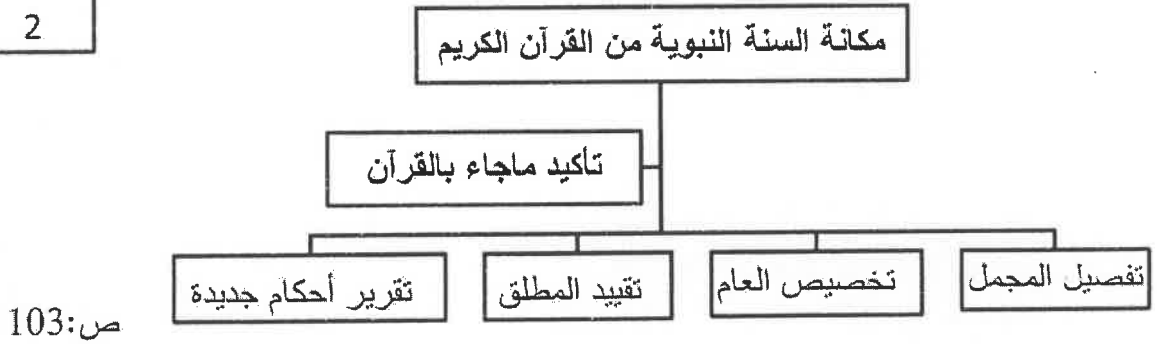 2
مكانة السنة النبوية من القرآن الكريم
تأكيد ماجاء بالقرآن
تفصيل المجمل
تخصيص العام
تقييد المطلق
تقرير أحكام جديدة
ص:103